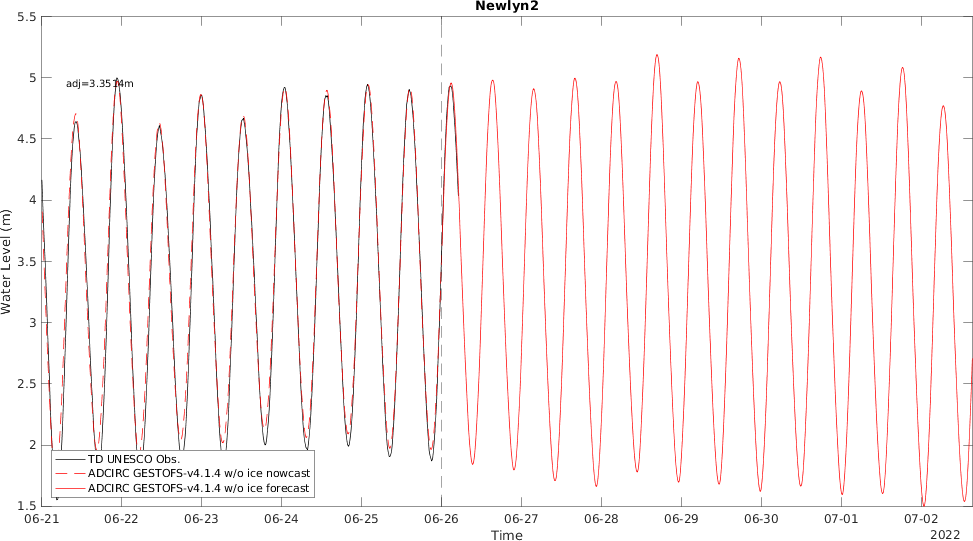 Newlyn2
5.5
5
4.5
4
3.5
3
2.5
2
1.5
Water Level (m)
adj=3.3514m
TD UNESCO Obs.
ADCIRC GESTOFS-v4.1.4 w/o ice nowcast
ADCIRC GESTOFS-v4.1.4 w/o ice forecast
06-21 06-22 06-23 06-24 06-25 06-26 06-27 06-28 06-29 06-30 07-01 07-02
Time
2022